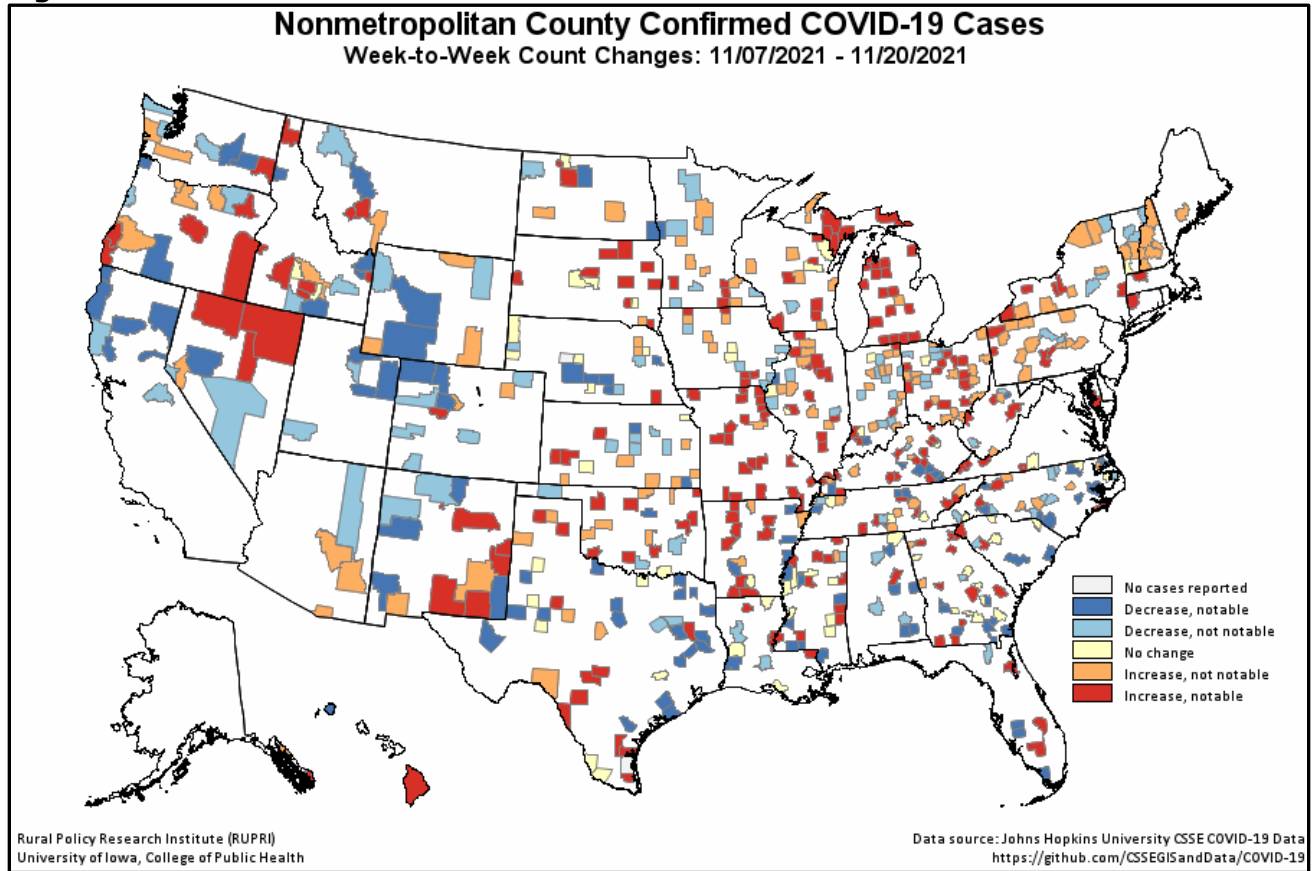 Nonmetropolitan County Confirmed COVID-19 Cases
Week-to-Week Count Changes: 11/07/2021 - 11/20/2021
No cases reported
Decrease, notable
Decrease, not notable
No change
Increase, not notable
Increase, notable
Rural Policy Research Institute (RUPRI)
University of Iowa, College of Public Health
Data source: Johns Hopkins University CSSE COVID-19 Data
https://github.com/CSSEGISandData/COVID-19